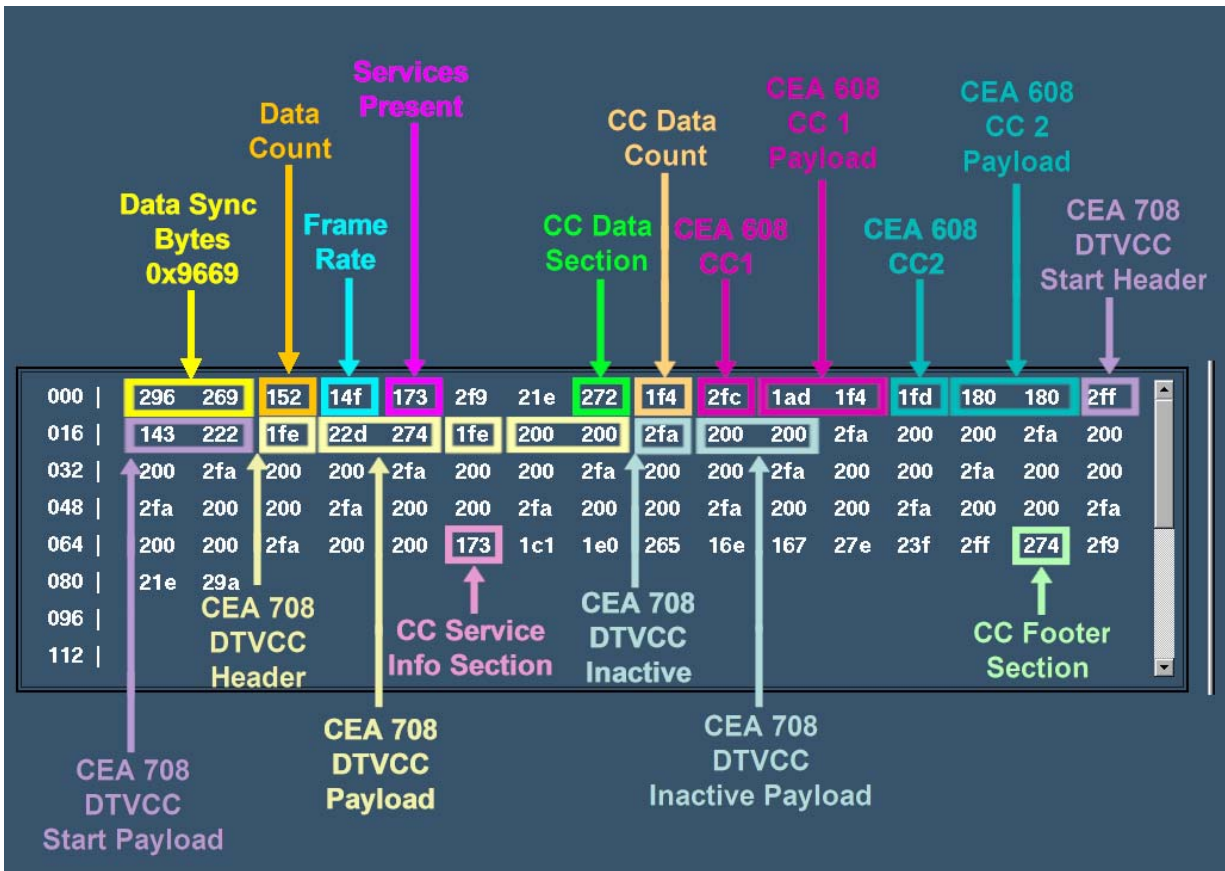 Services
Present
Data
Count
CC Data
Count
CEA 608
CC 1
Payload
CEA 608
CC 2
Payload
Data Sync
Bytes
0x9669
Frame
Rate
CC Data
Section
CEA 608
CC1
CEA 608
CC2
CEA 708
DTVCC
Start Header
000 | 296 269 152 14f 173 2f9 21e 272 1f4 2fc 1ad 1f4 1fd 180 180 2ff
016 | 143 222 1fe 22d 274 1fe 200 200 2fa 200 200 2fa 200 200 2fa 200
032 | 200 2fa 200 200 2fa 200 200 2fa 200 200 2fa 200 200 2fa 200 200
048 | 2fa 200 200 2fa 200 200 2fa 200 200 2fa 200 200 2fa 200 200 2fa
064 | 200 200 2fa 200 200 173 1c1 1e0 265 16e 167 27e 23f 2ff 274 2f9
080 | 21e 29a
096 |
112 |
CEA 708
DTVCC
Header
CC Service
Info Section
CEA 708
DTVCC
Inactive
CC Footer
Section
CEA 708
DTVCC
Start Payload
CEA 708
DTVCC
Payload
CEA 708
DTVCC
Inactive Payload